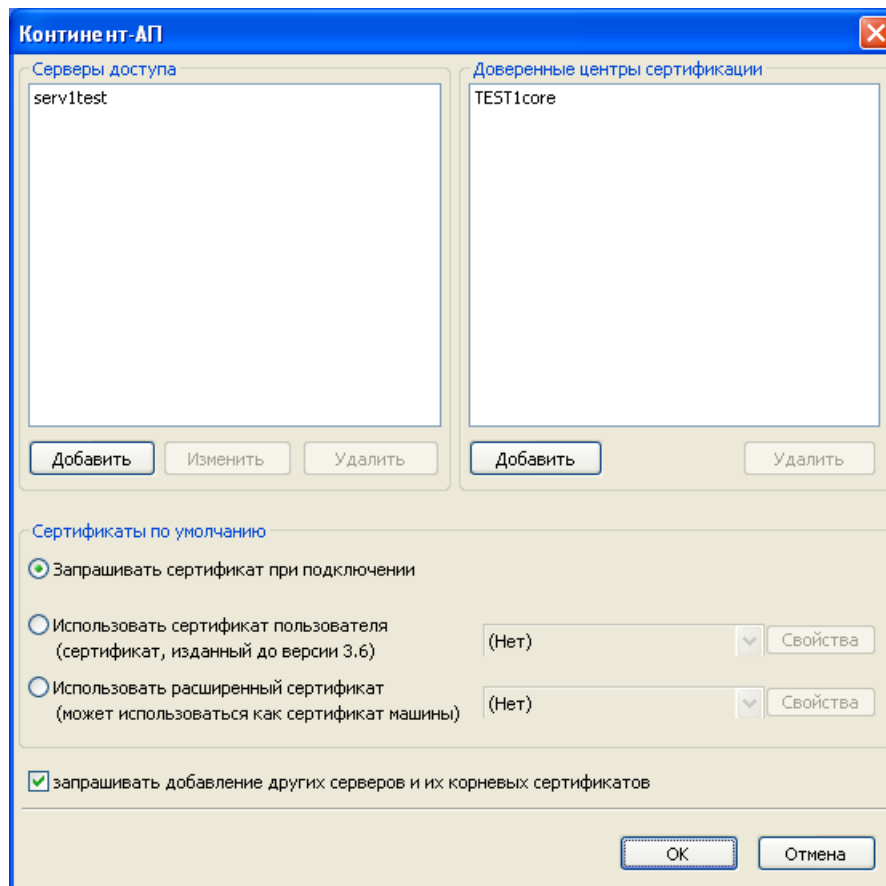 Континент-АП
Серверы доступа
serv1test
Добавить
Изменить
Удалить
Доверенные центры сертификации
TEST1core
Добавить
Удалить
Сертификаты по умолчанию
Запрашивать сертификат при подключении
Использовать сертификат пользователя
(сертификат, изданный до версии 3.6)
(Нет)
Свойства
Использовать расширенный сертификат
(может использоваться как сертификат машины)
(Нет)
Свойства
запрашивать добавление других серверов и их корневых сертификатов
ОК
Отмена